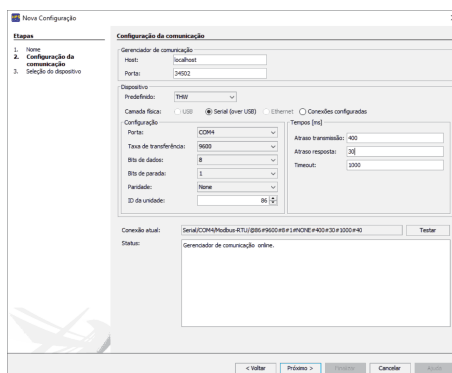 Nova Configuração
Etapas
1. Nome
2. Configuração da comunicação
3. Seleção do dispositivo
Configuração da comunicação
Gerenciador de comunicação
Host: localhost
Porta: 34502
Dispositivo
Predefinido: THW
Camada física: USB Serial (over USB) Ethernet Conexões configuradas
Configuração
Porta: COM4
Taxa de transferência: 9600
Bits de dados: 8
Bits de parada: 1
Paridade: None
ID da unidade: 86
Tempos [ms]
Atraso transmissão: 400
Atraso resposta: 30
Timeout: 1000
Conexão atual: Serial/COM4/Modbus-RTU/@86#9600#8#1#NONE#400#30#1000#40 Testar
Status: Gerenciador de comunicação online.
< Voltar Próximo > Finalizar Cancelar Ajuda